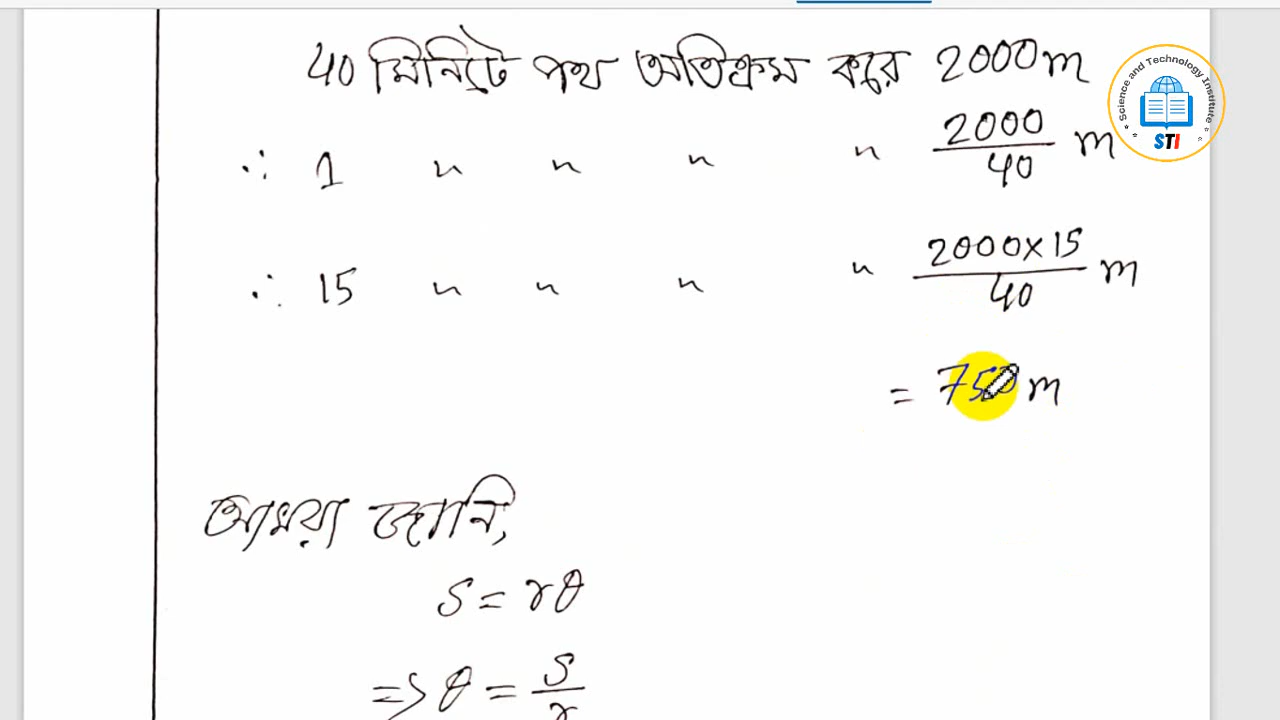 40 মিনিটে পথ অতিক্রম করে 2000 m
∴ 1 " " " " 2000/40 m
∴ 15 " " " " 2000×15/40 m
= 750 m
আমরা জানি,
S = rθ
=> θ = S/r
Science and Technology Institute
STI